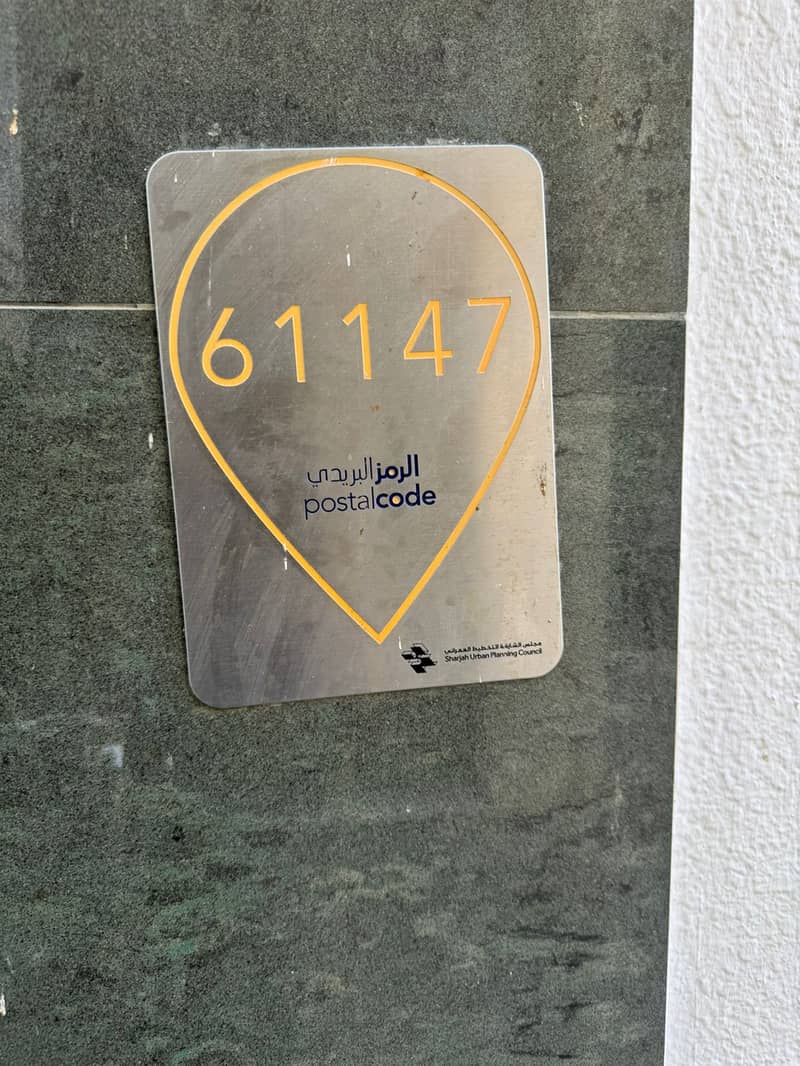 61147
الرمز البريدي
postalcode
مجلس الشارقة للتخطيط العمراني
Sharjah Urban Planning Council